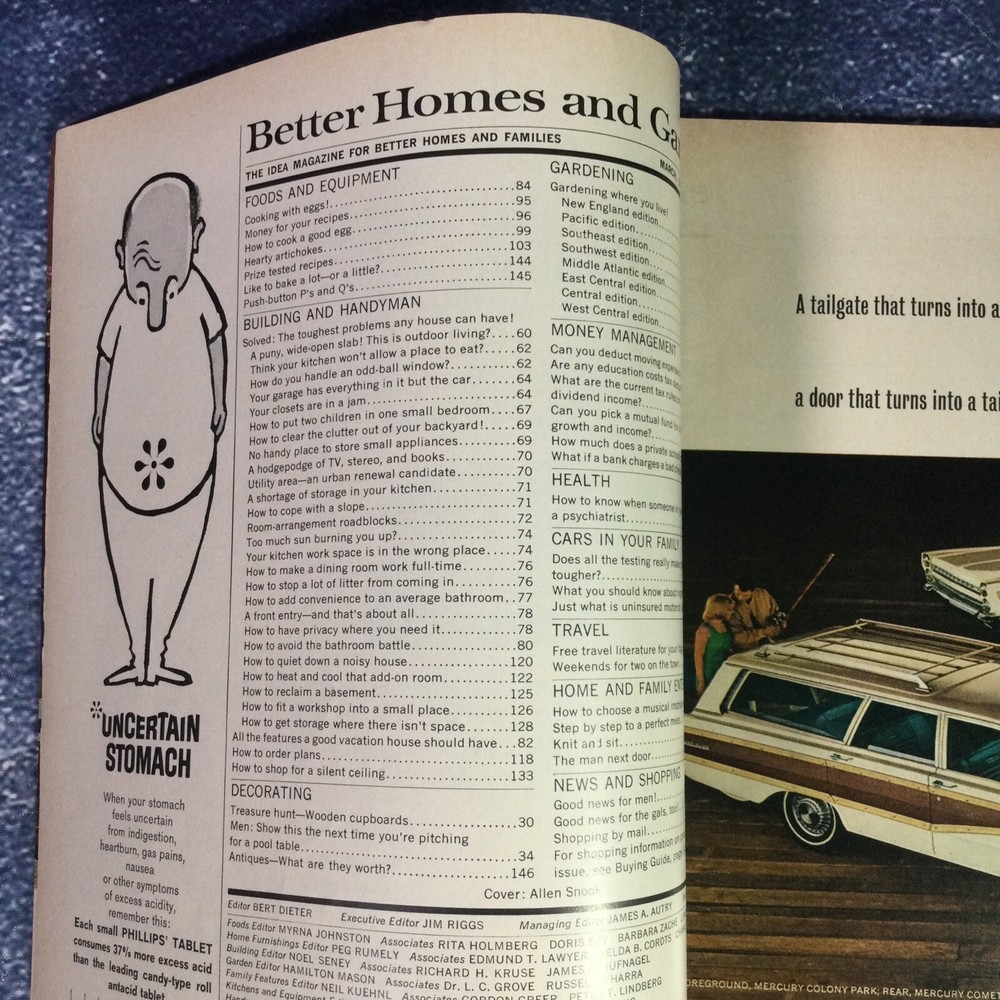 Better Homes and Ga
THE IDEA MAGAZINE FOR BETTER HOMES AND FAMILIES
MARCH
FOODS AND EQUIPMENT
Cooking with eggs!....................84
Money for your recipes....................95
How to cook a good egg....................96
Hearty artichokes....................99
Prize tested recipes....................103
Like to bake a lot—or a little?....................144
Push-button P's and Q's....................145
BUILDING AND HANDYMAN
Solved: The toughest problems any house can have!
A puny, wide-open slab! This is outdoor living?....60
Think your kitchen won't allow a place to eat?.....62
How do you handle an odd-ball window?....62
Your garage has everything in it but the car....64
Your closets are in a jam....................64
How to put two children in one small bedroom....67
How to clear the clutter out of your backyard!.....69
No handy place to store small appliances........69
A hodgepodge of TV, stereo, and books........70
Utility area—an urban renewal candidate........70
A shortage of storage in your kitchen........71
How to cope with a slope....................71
Room-arrangement roadblocks....................72
Too much sun burning you up?....................74
Your kitchen work space is in the wrong place.....74
How to make a dining room work full-time........76
How to stop a lot of litter from coming in........76
How to add convenience to an average bathroom..77
A front entry—and that's about all....................78
How to have privacy where you need it........78
How to avoid the bathroom battle....................80
How to quiet down a noisy house....................120
How to heat and cool that add-on room........122
How to reclaim a basement....................125
How to fit a workshop into a small place........126
How to get storage where there isn't space........128
All the features a good vacation house should have...82
How to order plans....................118
How to shop for a silent ceiling....................133
DECORATING
Treasure hunt—Wooden cupboards....................30
Men: Show this the next time you're pitching
for a pool table....................34
Antiques—What are they worth?....................146
GARDENING
Gardening where you live!
New England edition
Pacific edition
Southeast edition
Southwest edition
Middle Atlantic edition
East Central edition
Central edition
West Central edition
MONEY MANAGEMENT
Can you deduct moving
Are any education costs tax
What are the current tax
dividend income?
Can you pick a mutual fund
growth and income?
How much does a private
What if a bank charges a bad
HEALTH
How to know when someone
a psychiatrist
CARS IN YOUR FAMILY
Does all the testing really
tougher?
What you should know about
Just what is uninsured
TRAVEL
Free travel literature for your
Weekends for two on the town
HOME AND FAMILY
How to choose a musical
Step by step to a perfect
Knit and sit
The man next door
NEWS AND SHOPPING
Good news for men!
Good news for the gals, too!
Shopping by mail
For shopping information on
issue, see Buying Guide, page
Cover: Allen Snook
Editor BERT DIETER Executive Editor JIM RIGGS Managing Editor JAMES A. AUTRY
Foods Editor MYRNA JOHNSTON Associates RITA HOLMBERG DORIS BARBARA
Home Furnishings Editor PEG RUMELY Associates EDMUND T. LAWYER ELDA B. CORDTS
Building Editor NOEL SENEY Associates RICHARD H. KRUSE JAMES HUFNAGEL
Garden Editor HAMILTON MASON Associates Dr. L. C. GROVE RUSSEL HARRA
Family Features Editor NEIL KUEHNL Associates GORDON GREER T. LINDBERG
Kitchens and Equipment
*UNCERTAIN
STOMACH
When your stomach
feels uncertain
from indigestion,
heartburn, gas pains,
nausea
or other symptoms
of excess acidity,
remember this:
Each small PHILLIPS' TABLET
consumes 37% more excess acid
than the leading candy-type roll
antacid tablet
A tailgate that turns into a
a door that turns into a tai
OREGROUND, MERCURY COLONY PARK; REAR, MERCURY COME